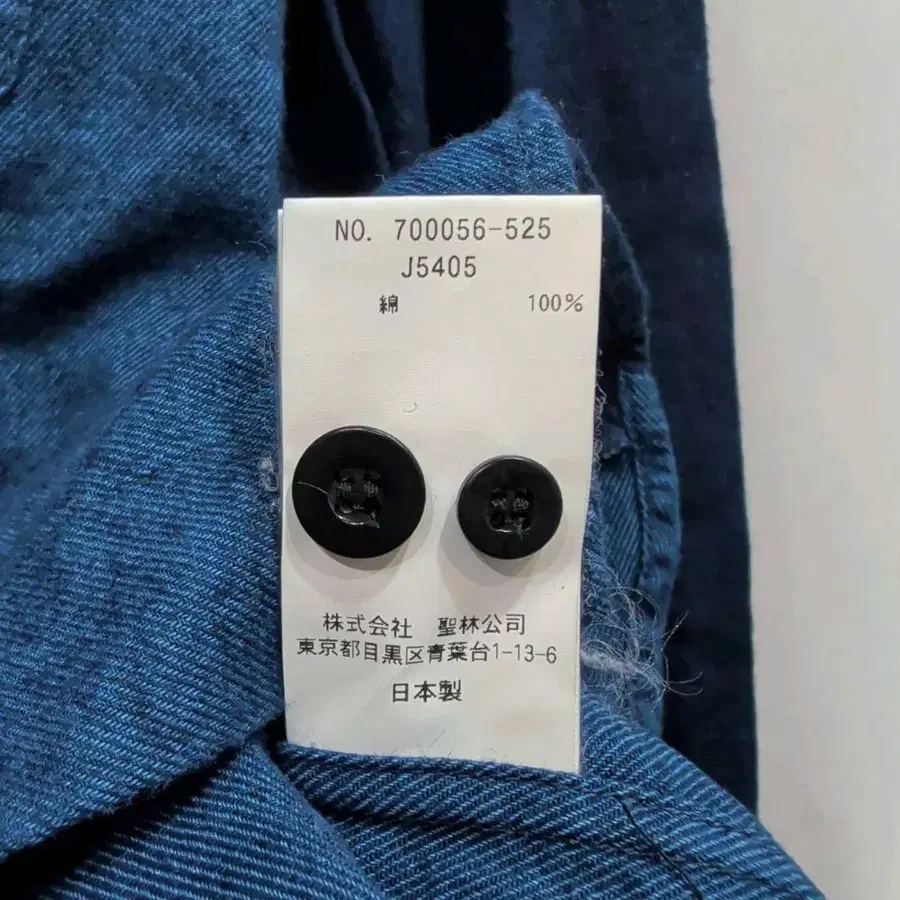 NO. 700056-525
J5405
綿 100%
株式会社 聖林公司
東京都目黒区青葉台1-13-6
日本製